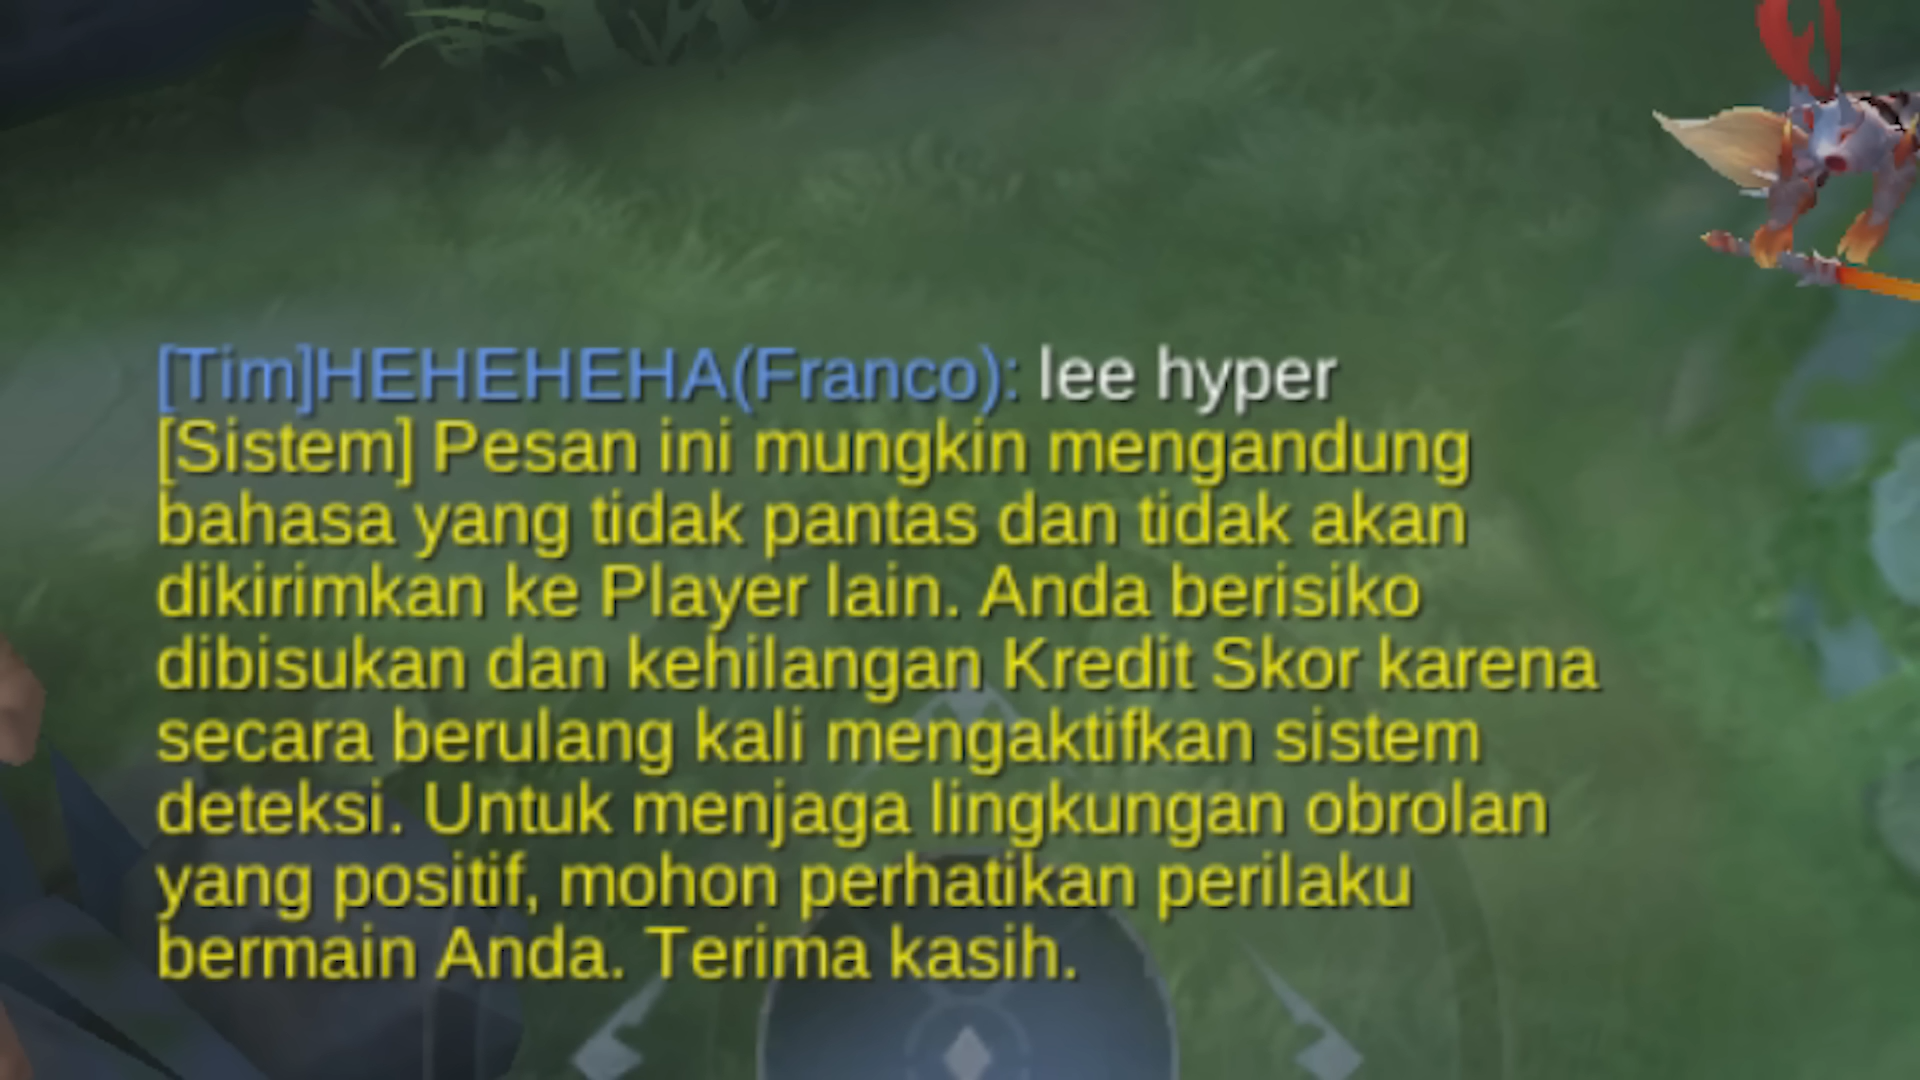 [Tim]HEHEHEHEHA(Franco): lee hyper
[Sistem] Pesan ini mungkin mengandung
bahasa yang tidak pantas dan tidak akan
dikirimkan ke Player lain. Anda berisiko
dibisukan dan kehilangan Kredit Skor karena
secara berulang kali mengaktifkan sistem
deteksi. Untuk menjaga lingkungan obrolan
yang positif, mohon perhatikan perilaku
bermain Anda. Terima kasih.